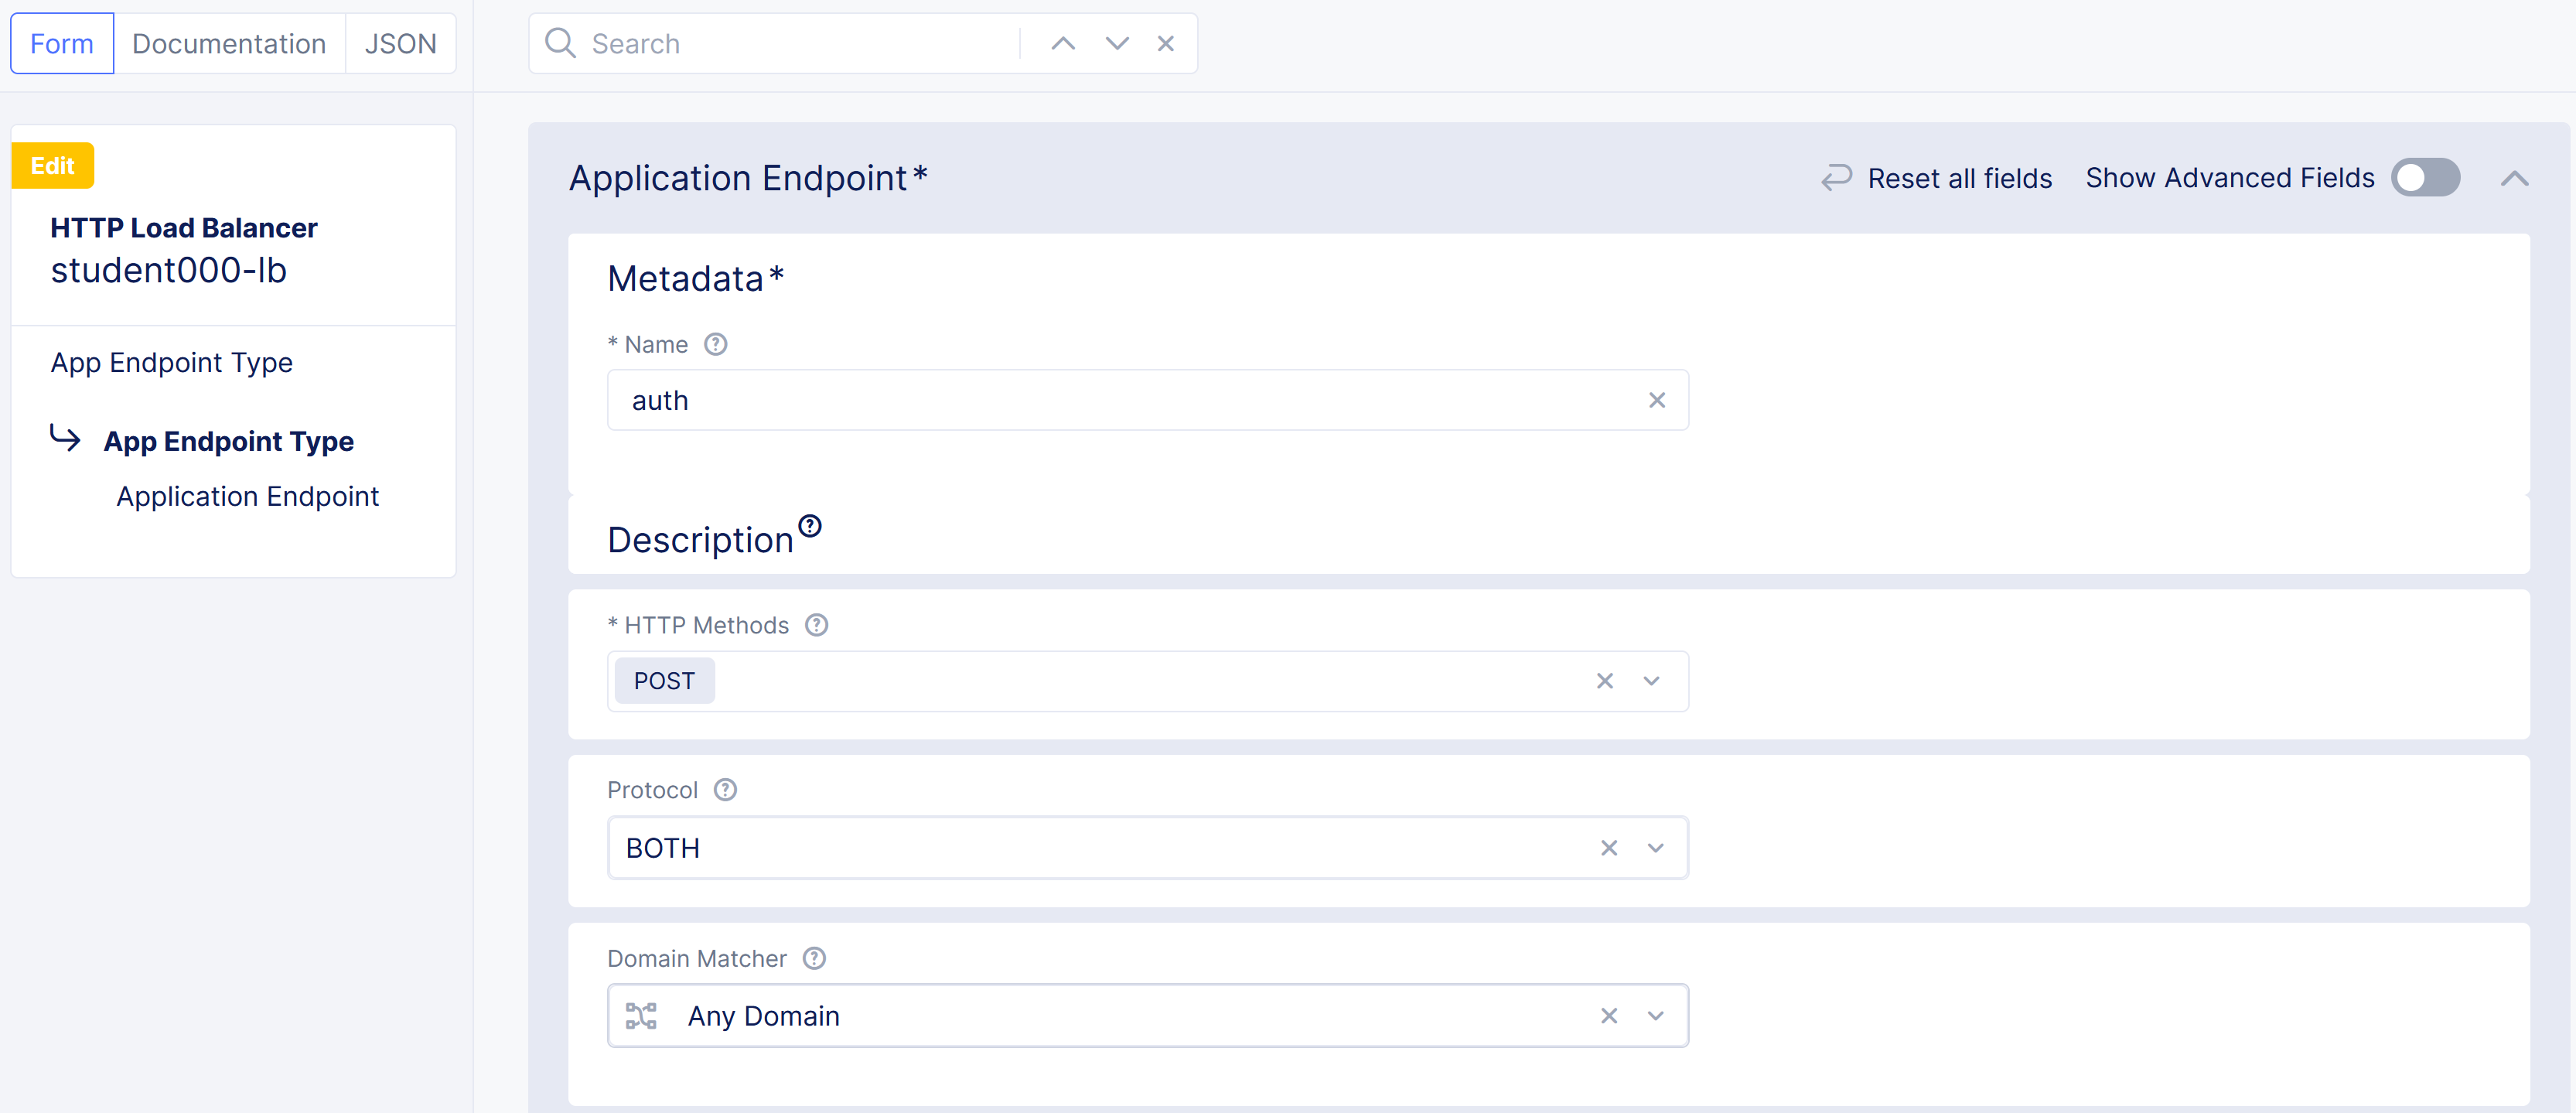 Form Documentation JSON
Search
Edit
HTTP Load Balancer
student000-lb
App Endpoint Type
App Endpoint Type
Application Endpoint
Application Endpoint*
Reset all fields
Show Advanced Fields
Metadata*
* Name
auth
Description
* HTTP Methods
POST
Protocol
BOTH
Domain Matcher
Any Domain